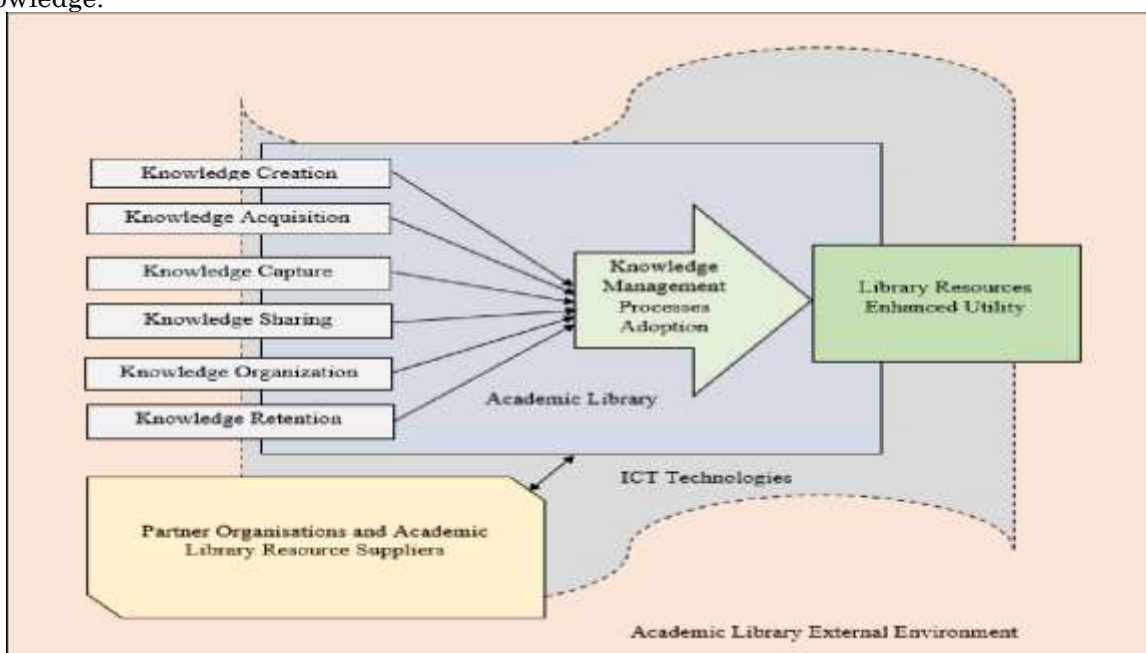 Knowledge Creation
Knowledge Acquisition
Knowledge Capture
Knowledge Sharing
Knowledge Organization
Knowledge Retention
Knowledge
Management
Processes
Adoption
Library Resources
Enhanced Utility
Academic Library
ICT Technologies
Partner Organisations and Academic
Library Resource Suppliers
Academic Library External Environment